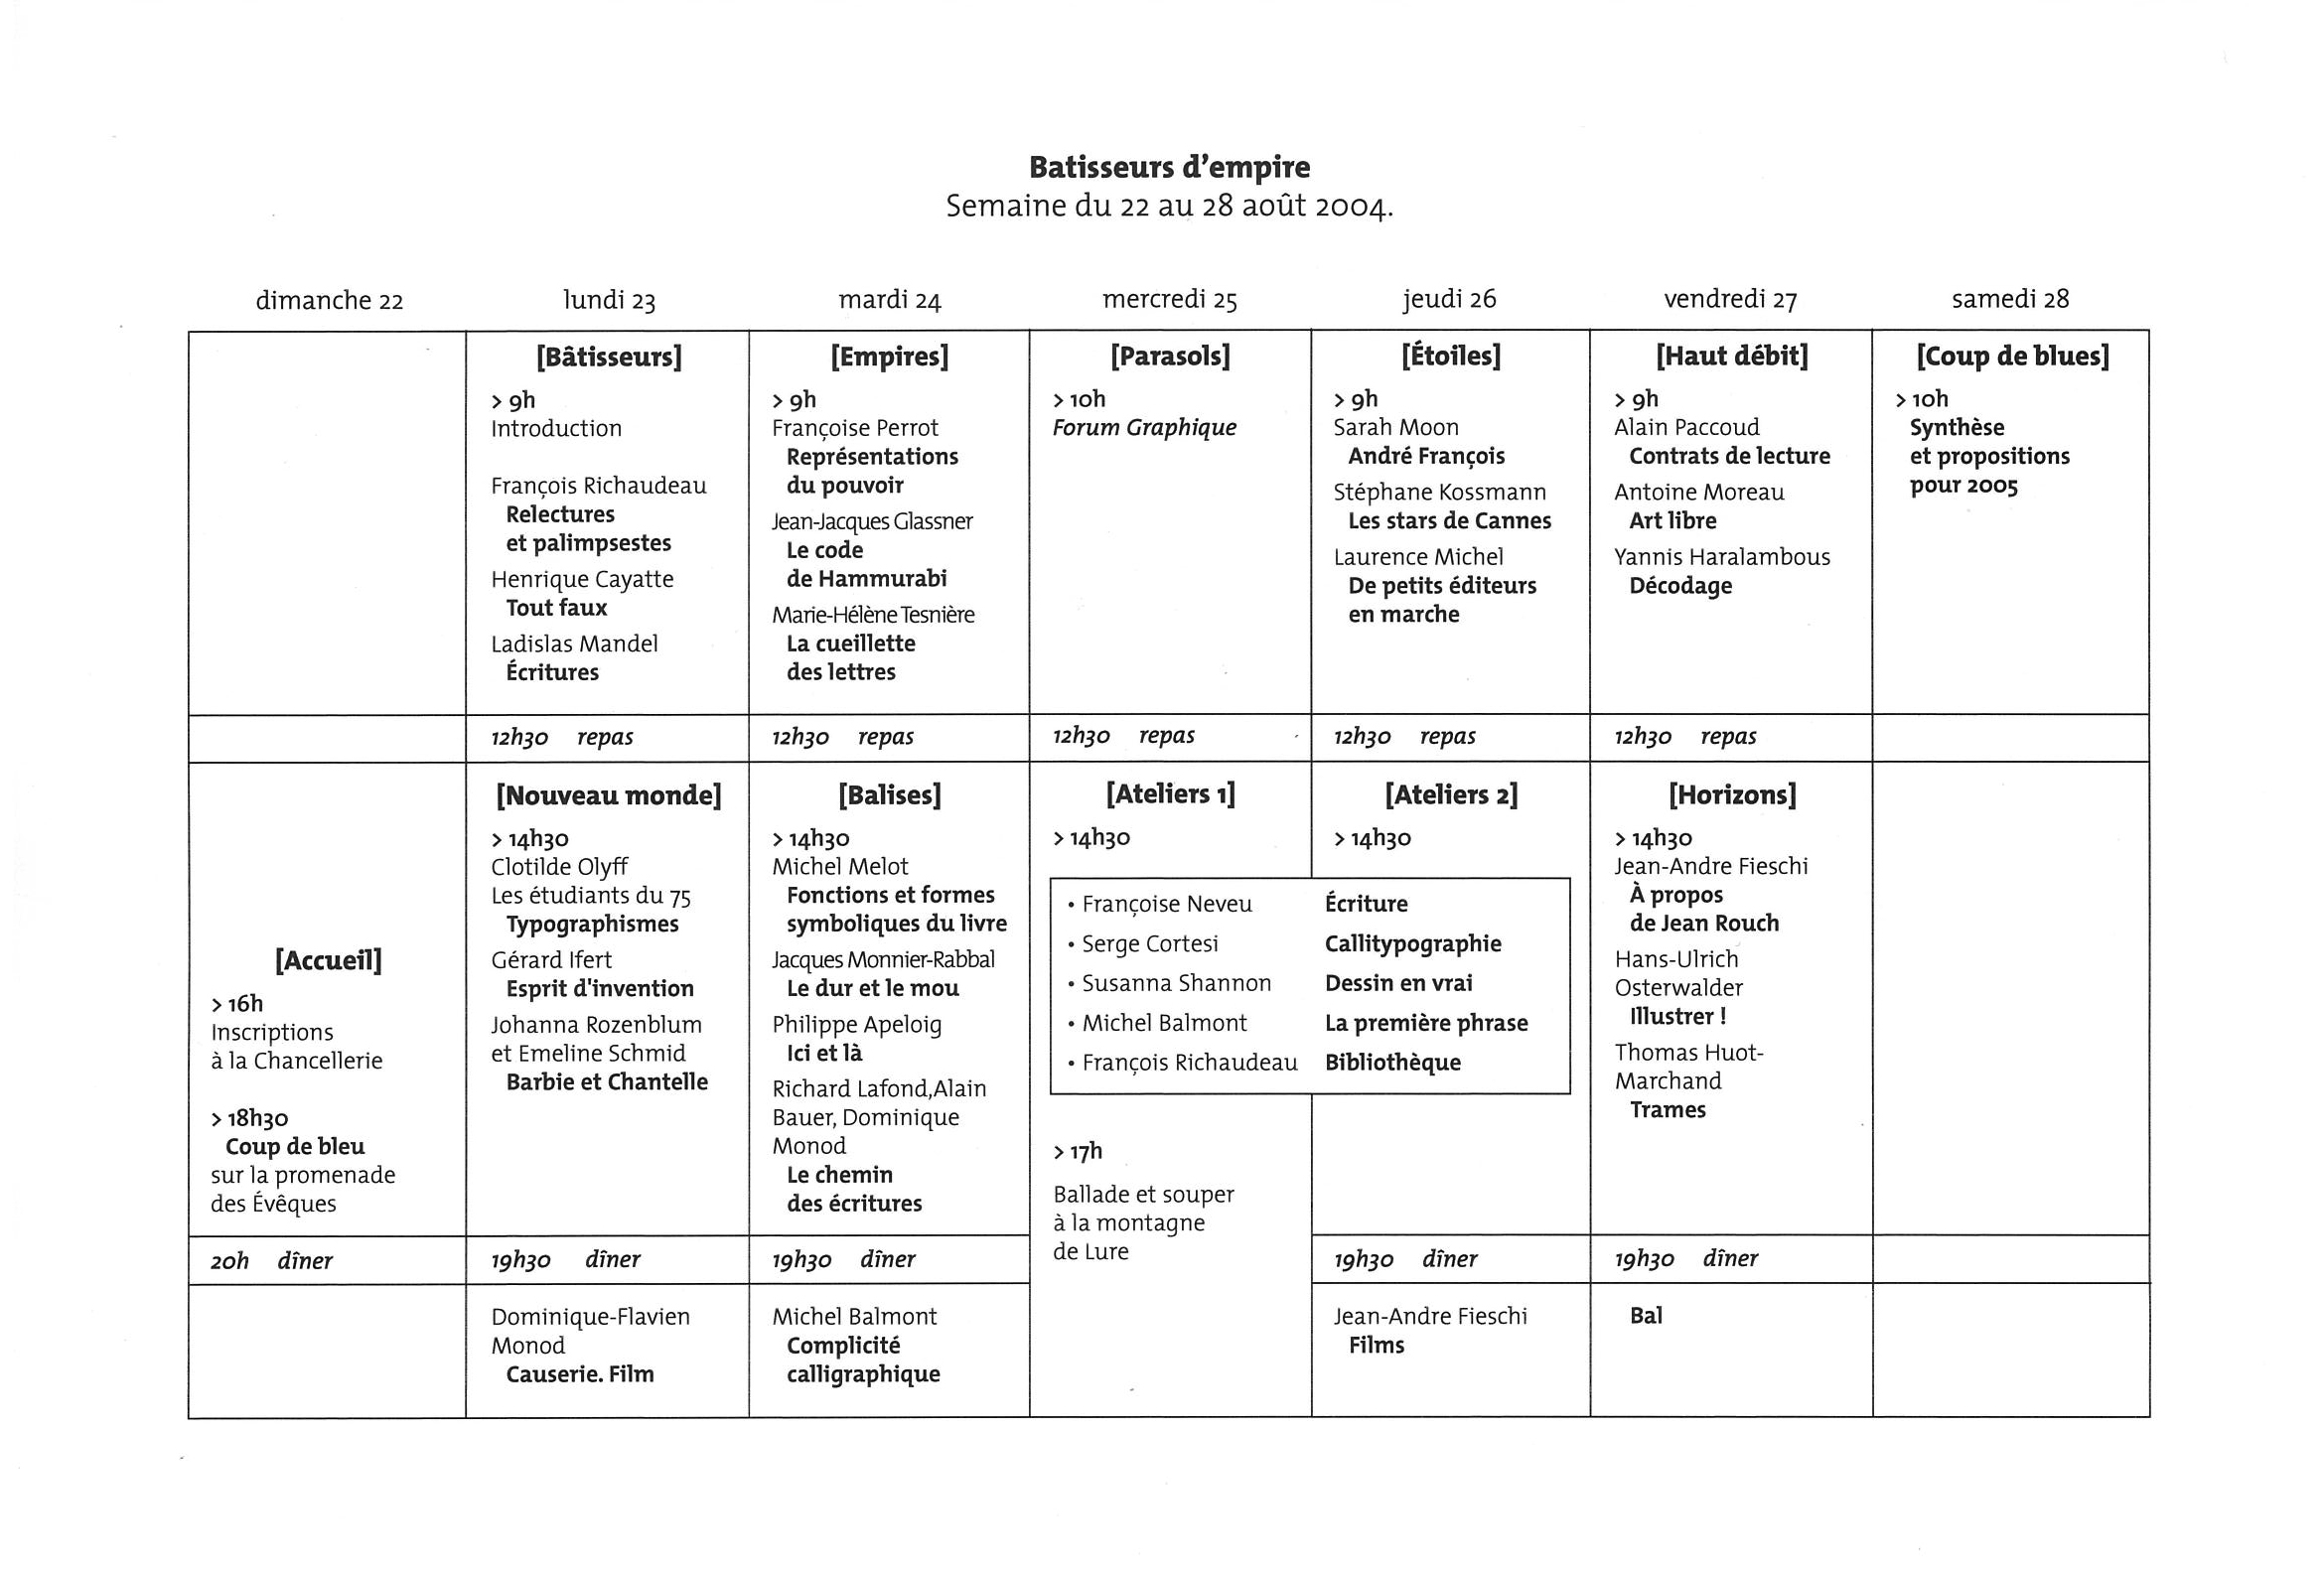 Batisseurs d'empire
Semaine du 22 au 28 août 2004.
dimanche 22
lundi 23
mardi 24
mercredi 25
jeudi 26
vendredi 27
samedi 28
[Bâtisseurs]
> 9h
Introduction
François Richaudeau
Relectures
et palimpsestes
Henrique Cayatte
Tout faux
Ladislas Mandel
Écritures
[Empires]
> 9h
Françoise Perrot
Représentations
du pouvoir
Jean-Jacques Glassner
Le code
de Hammurabi
Marie-Hélène Tesnière
La cueillette
des lettres
[Parasols]
> 10h
Forum Graphique
[Étoiles]
> 9h
Sarah Moon
André François
Stéphane Kossmann
Les stars de Cannes
Laurence Michel
De petits éditeurs
en marche
[Haut débit]
> 9h
Alain Paccoud
Contrats de lecture
Antoine Moreau
Art libre
Yannis Haralambous
Décodage
[Coup de blues]
> 10h
Synthèse
et propositions
pour 2005
12h30 repas
12h30 repas
12h30 repas
12h30 repas
12h30 repas
[Accueil]
> 16h
Inscriptions
à la Chancellerie
> 18h30
Coup de bleu
sur la promenade
des Évêques
[Nouveau monde]
> 14h30
Clotilde Olyff
Les étudiants du 75
Typographismes
Gérard Ifert
Esprit d'invention
Johanna Rozenblum
et Emeline Schmid
Barbie et Chantelle
[Balises]
> 14h30
Michel Melot
Fonctions et formes
symboliques du livre
Jacques Monnier-Rabbal
Le dur et le mou
Philippe Apeloig
Ici et là
Richard Lafond,Alain
Bauer, Dominique
Monod
Le chemin
des écritures
[Ateliers 1]
> 14h30
[Ateliers 2]
> 14h30
• Françoise Neveu Écriture
• Serge Cortesi Callitypographie
• Susanna Shannon Dessin en vrai
• Michel Balmont La première phrase
• François Richaudeau Bibliothèque
> 17h
Ballade et souper
à la montagne
de Lure
[Horizons]
> 14h30
Jean-Andre Fieschi
À propos
de Jean Rouch
Hans-Ulrich
Osterwalder
Illustrer !
Thomas Huot-
Marchand
Trames
20h dîner
19h30 dîner
19h30 dîner
19h30 dîner
19h30 dîner
Dominique-Flavien
Monod
Causerie. Film
Michel Balmont
Complicité
calligraphique
Jean-Andre Fieschi
Films
Bal